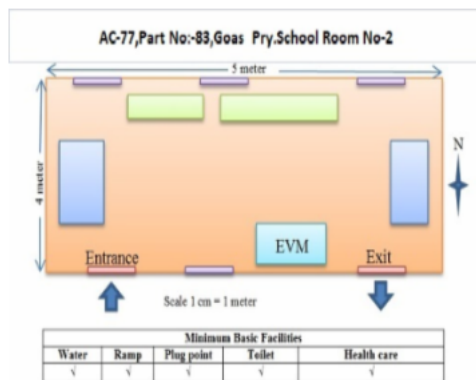 AC-77,Part No:-83,Goas Pry.School Room No-2
5 meter
4 meter
N
Entrance
EVM
Exit
Scale 1 cm = 1 meter
Minimum Basic Facilities
Water Ramp Plug point Toilet Health care
√ √ √ √ √